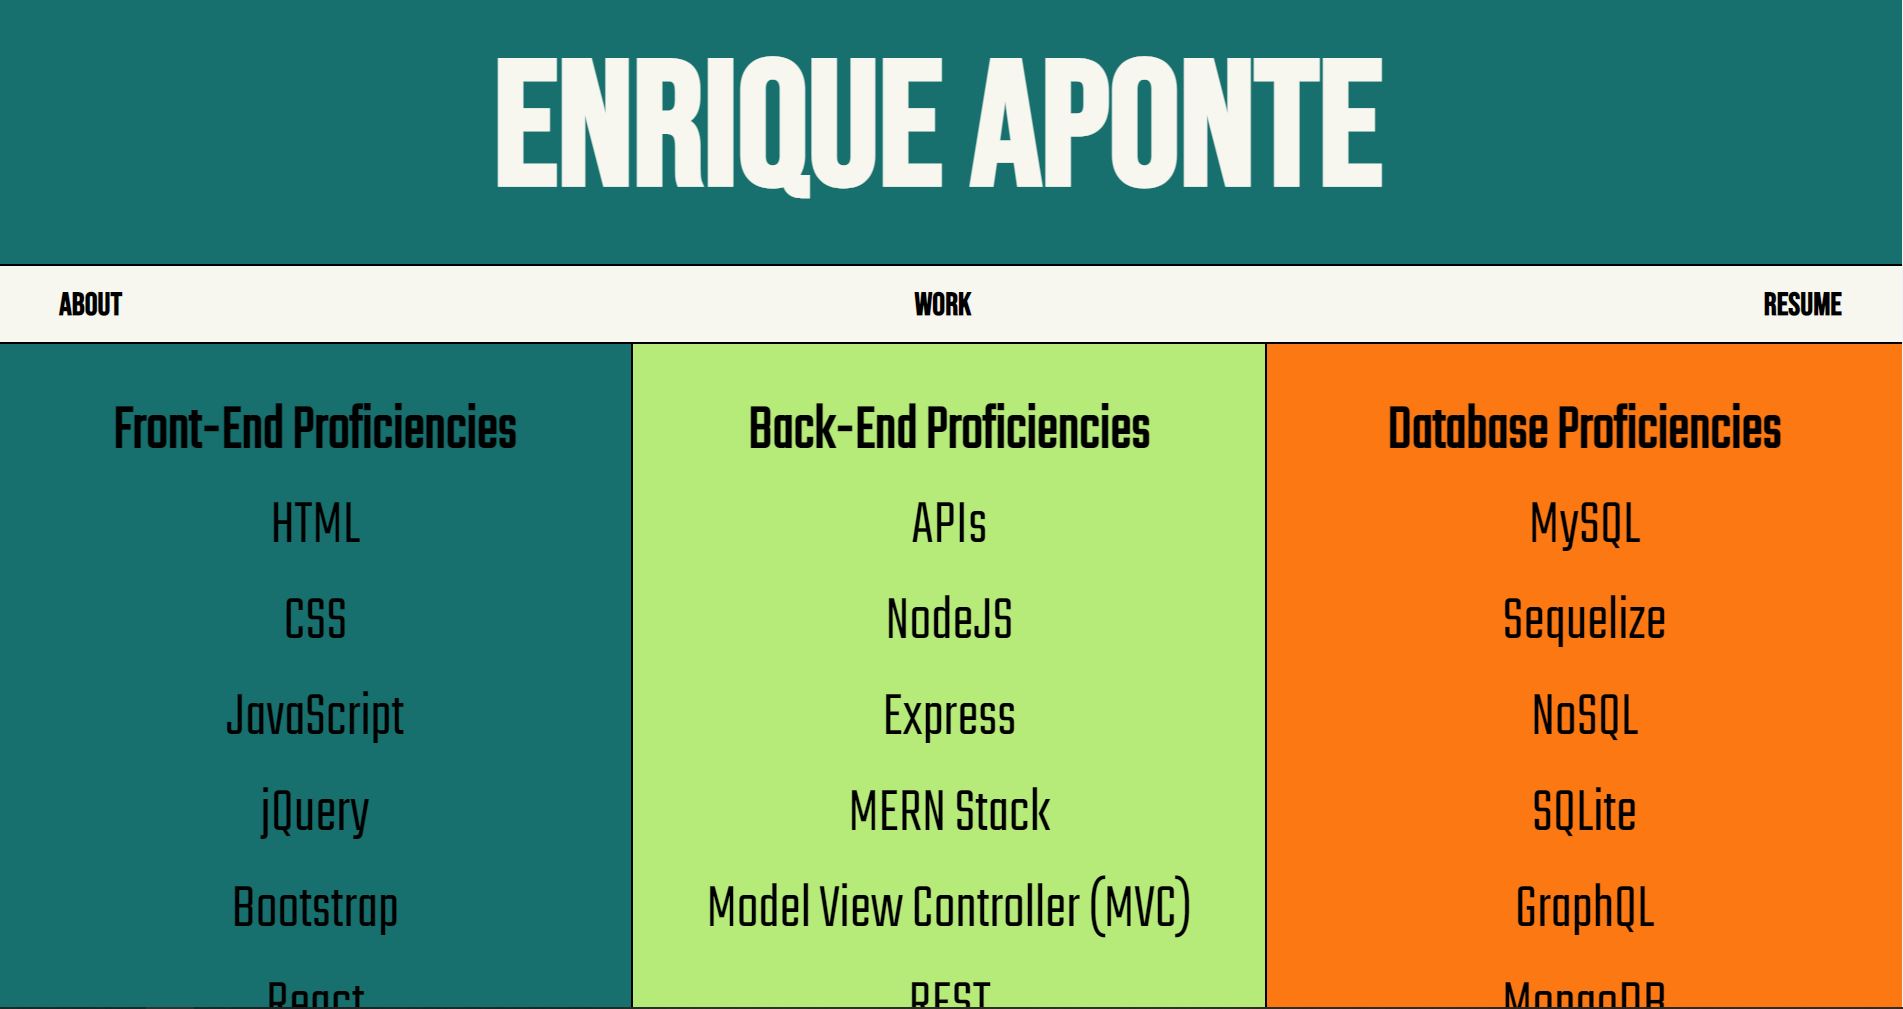 ENRIQUE APONTE
ABOUT
WORK
RESUME
Front-End Proficiencies
HTML
CSS
JavaScript
jQuery
Bootstrap
React
Back-End Proficiencies
APIs
NodeJS
Express
MERN Stack
Model View Controller (MVC)
REST
Database Proficiencies
MySQL
Sequelize
NoSQL
SQLite
GraphQL
MongoDB